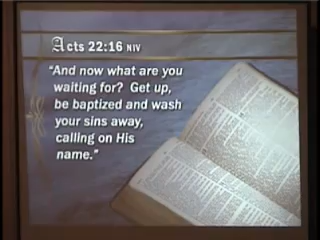 Acts 22:16 NIV
"And now what are you
waiting for? Get up,
be baptized and wash
your sins away,
calling on His
name."